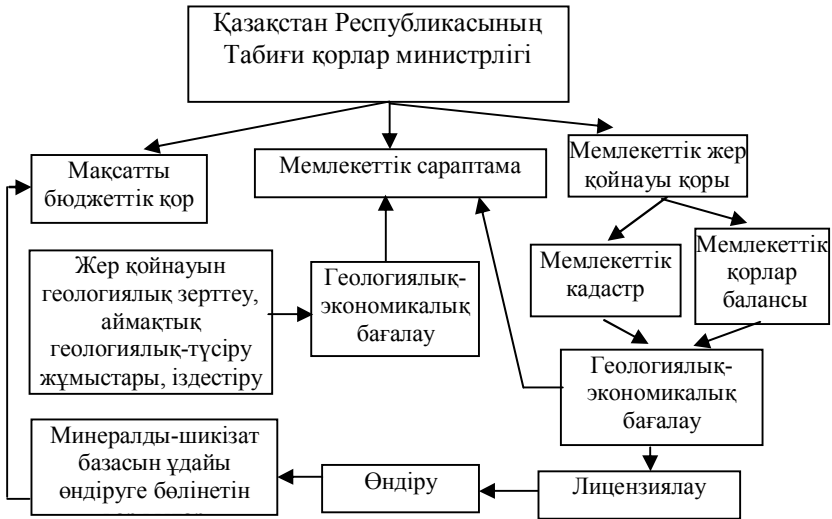 Қазақстан Республикасының
Табиғи қорлар министрлігі
Мақсатты
бюджеттік қор
Мемлекеттік сараптама
Мемлекеттік жер
қойнауы қоры
Жер қойнауын
геологиялық зерттеу,
аймақтық
геологиялық-түсіру
жұмыстары, іздестіру
Геологиялық-
экономикалық
бағалау
Мемлекеттік
кадастр
Мемлекеттік
қорлар
балансы
Геологиялық-
экономикалық
бағалау
Минералды-шикізат
базасын ұдайы
өндіруге бөлінетін
Өндіру
Лицензиялау